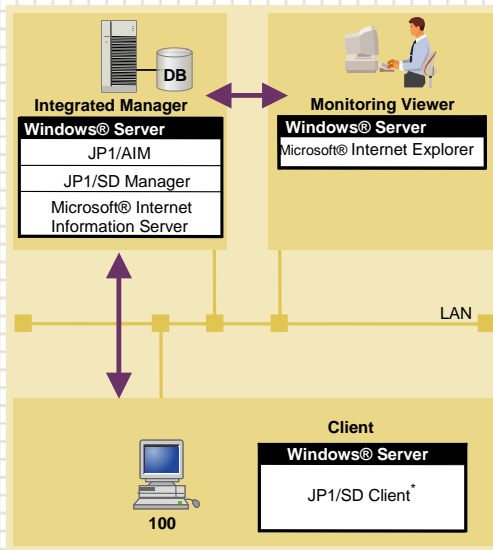 DB
Integrated Manager
Windows® Server
JP1/AIM
JP1/SD Manager
Microsoft® Internet
Information Server
Monitoring Viewer
Windows® Server
Microsoft® Internet Explorer
LAN
Client
Windows® Server
JP1/SD Client*
100